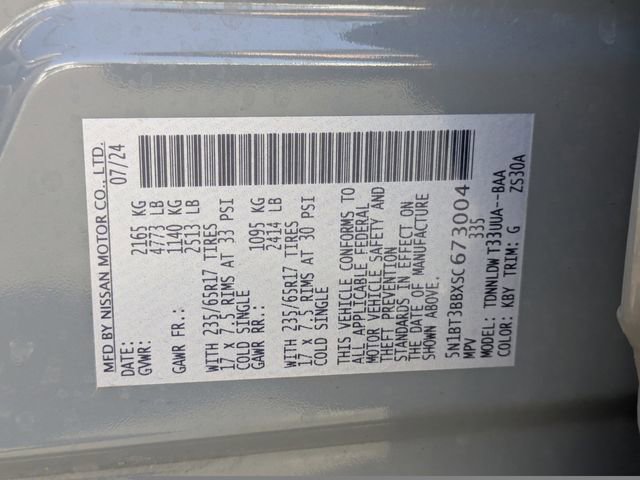 MFD BY NISSAN MOTOR CO., LTD.
DATE: 07/24
GVWR: 2165 KG
4773 LB
GAWR FR.: 1140 KG
2513 LB
WITH 235/65R17 TIRES
17 X 7.5 RIMS AT 33 PSI
COLD SINGLE
GAWR RR.: 1095 KG
2414 LB
WITH 235/65R17 TIRES
17 X 7.5 RIMS AT 30 PSI
COLD SINGLE
THIS VEHICLE CONFORMS TO
ALL APPLICABLE FEDERAL
MOTOR VEHICLE SAFETY AND
THEFT PREVENTION
STANDARDS IN EFFECT ON
THE DATE OF MANUFACTURE
SHOWN ABOVE.
5N1BT3BBXSC673004
MPV 335
TDNNLDW T33UUA--BAA
COLOR: KBY TRIM: G ZS30A